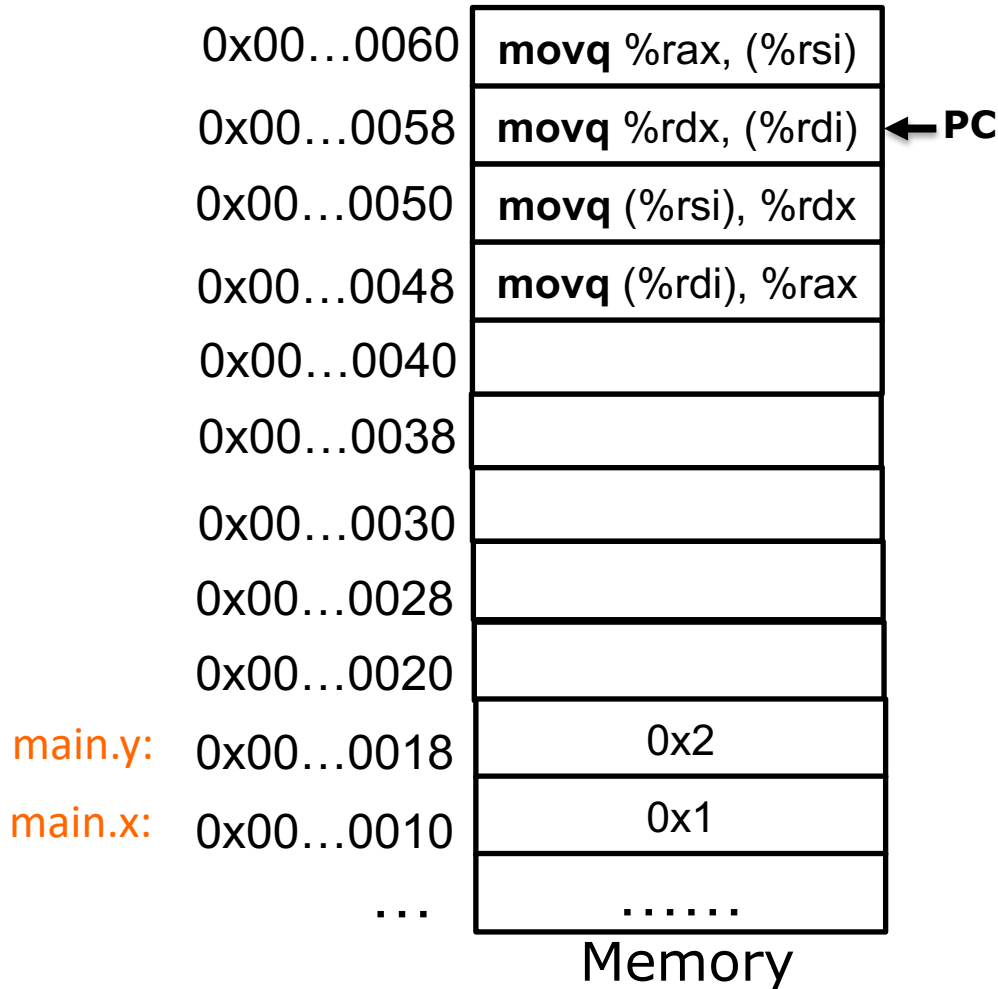 0x00…0060 movq %rax, (%rsi)
0x00…0058 movq %rdx, (%rdi) PC
0x00…0050 movq (%rsi), %rdx
0x00…0048 movq (%rdi), %rax
0x00…0040
0x00…0038
0x00…0030
0x00…0028
0x00…0020
main.y: 0x00…0018 0x2
main.x: 0x00…0010 0x1
… ……
Memory